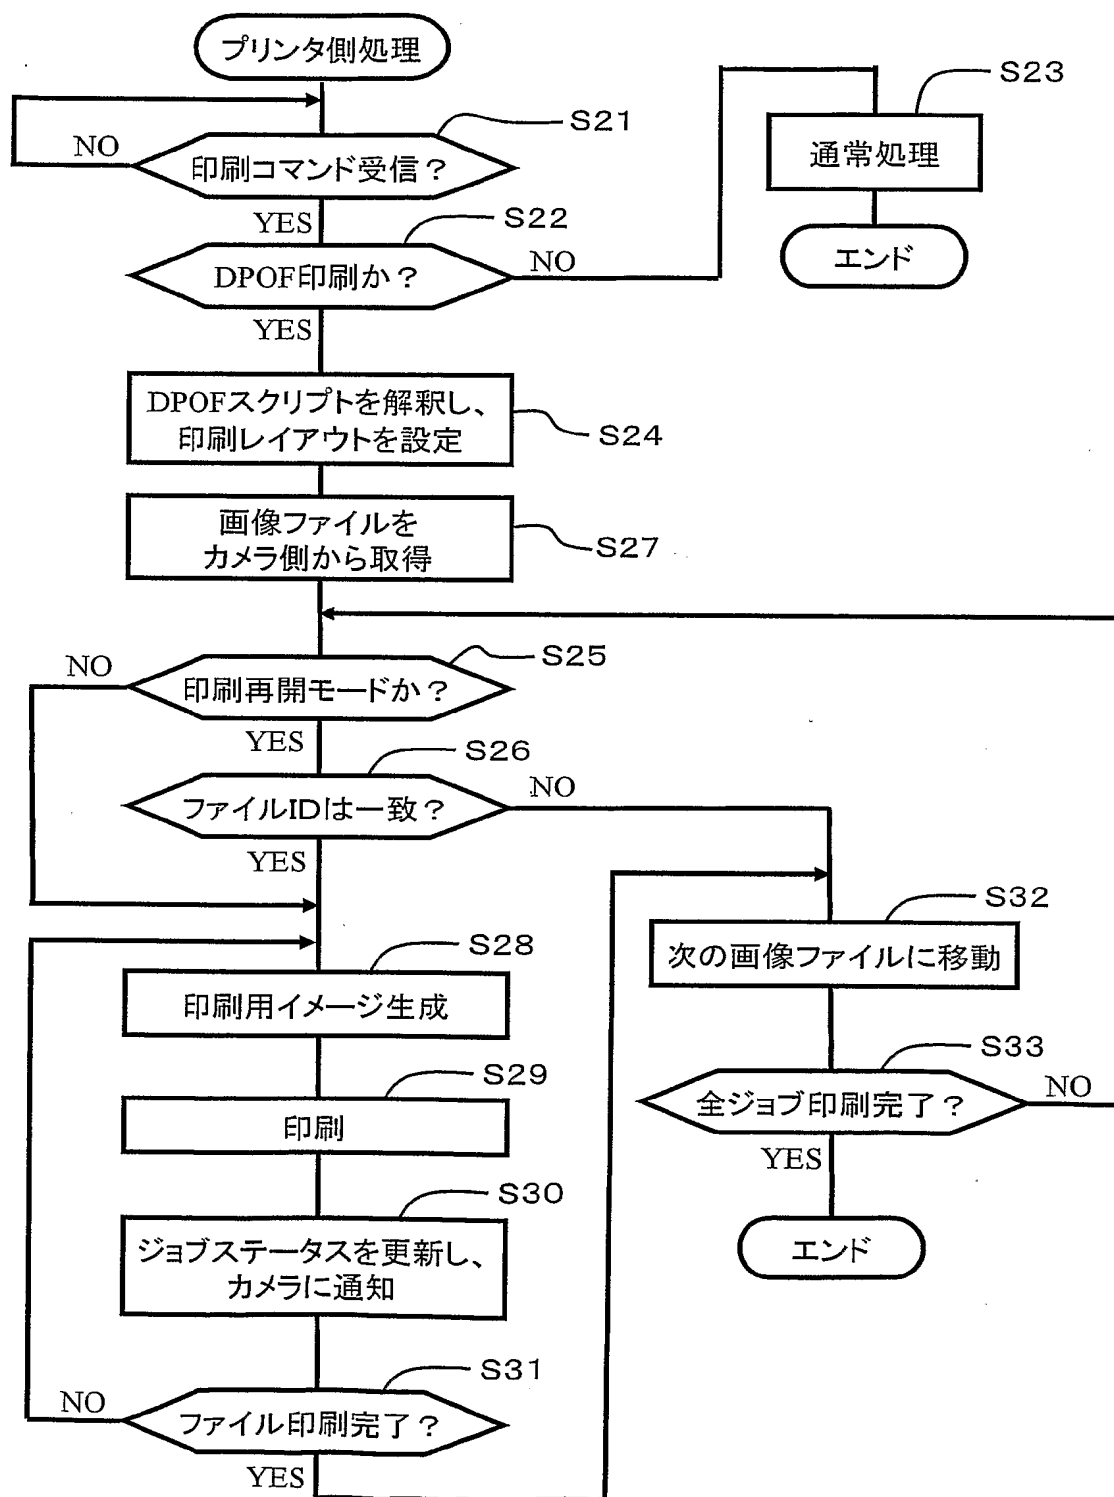 プリンタ側処理
S21
NO
印刷コマンド受信?
YES
S22
DPOF印刷か?
NO
YES
S23
通常処理
エンド
DPOFスクリプトを解釈し、
印刷レイアウトを設定
S24
画像ファイルを
カメラ側から取得
S27
NO
S25
印刷再開モードか?
YES
S26
ファイルIDは一致?
NO
YES
S28
印刷用イメージ生成
S29
印刷
S30
ジョブステータスを更新し、
カメラに通知
S31
NO
ファイル印刷完了?
YES
S32
次の画像ファイルに移動
S33
全ジョブ印刷完了?
NO
YES
エンド